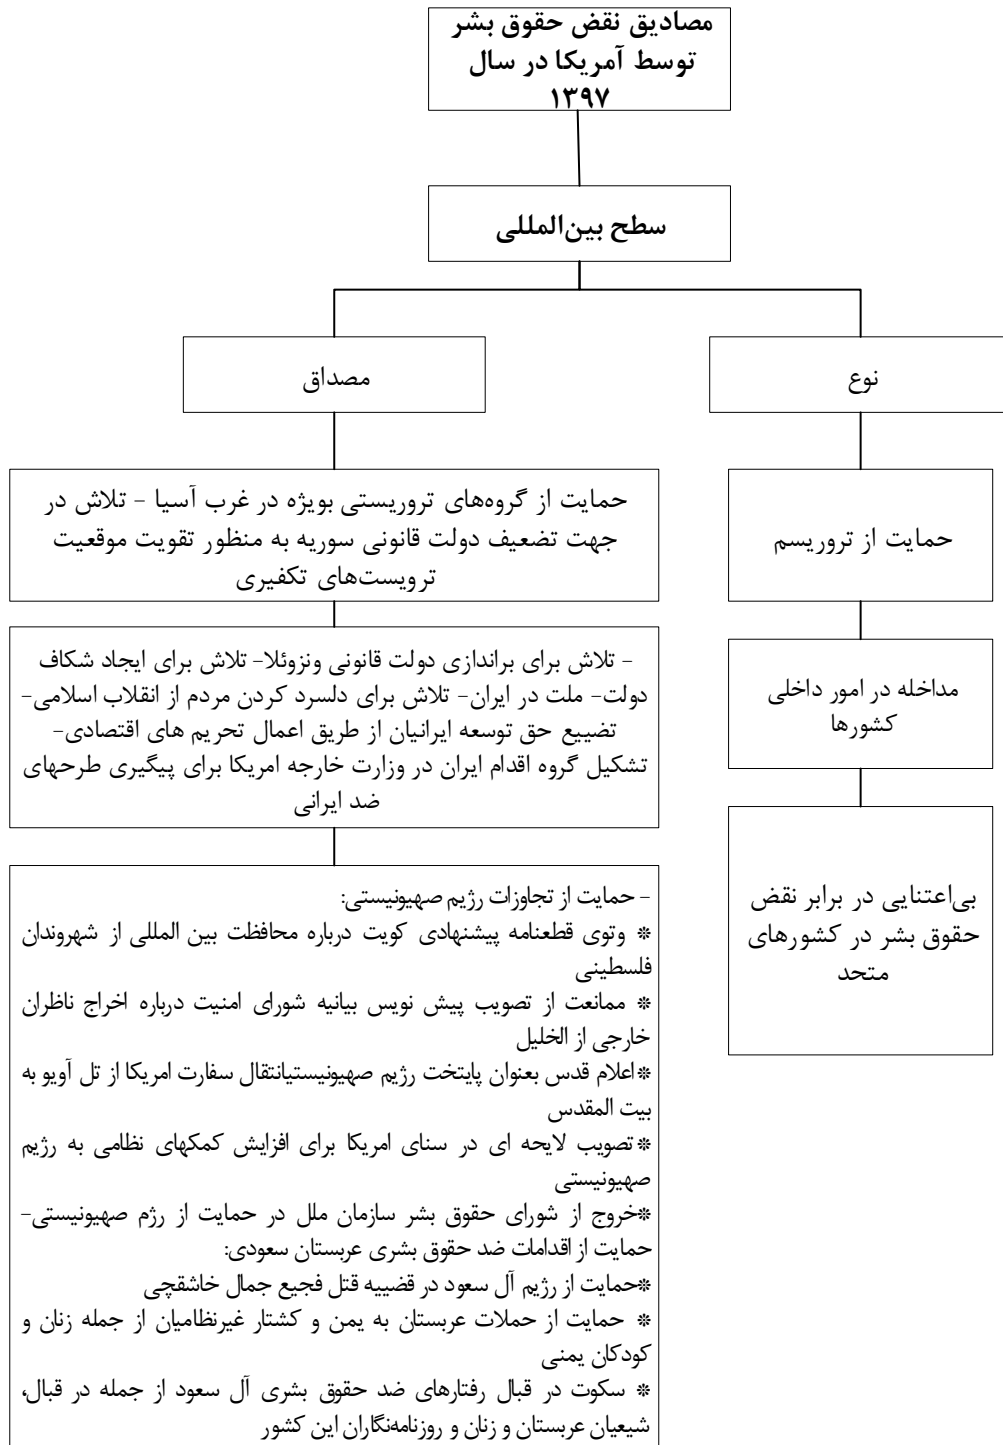 مصادیق نقض حقوق بشر
توسط آمریکا در سال
۱۳۹۷
سطح بین‌المللی
نوع
مصداق
حمایت از تروریسم
حمایت از گروه‌های تروریستی بویژه در غرب آسیا - تلاش در
جهت تضعیف دولت قانونی سوریه به منظور تقویت موقعیت
ترویست‌های تکفیری
مداخله در امور داخلی
کشورها
- تلاش برای براندازی دولت قانونی ونزوئلا- تلاش برای ایجاد شکاف
دولت- ملت در ایران- تلاش برای دلسرد کردن مردم از انقلاب اسلامی-
تضییع حق توسعه ایرانیان از طریق اعمال تحریم های اقتصادی-
تشکیل گروه اقدام ایران در وزارت خارجه امریکا برای پیگیری طرحهای
ضد ایرانی
بی‌اعتنایی در برابر نقض
حقوق بشر در کشورهای
متحد
- حمایت از تجاوزات رژیم صهیونیستی:
* وتوی قطعنامه پیشنهادی کویت درباره محافظت بین المللی از شهروندان
فلسطینی
* ممانعت از تصویب پیش نویس بیانیه شورای امنیت درباره اخراج ناظران
خارجی از الخلیل
*اعلام قدس بعنوان پایتخت رژیم صهیونیستیانتقال سفارت امریکا از تل آویو به
بیت المقدس
*تصویب لایحه ای در سنای امریکا برای افزایش کمکهای نظامی به رژیم
صهیونیستی
*خروج از شورای حقوق بشر سازمان ملل در حمایت از رژم صهیونیستی-
حمایت از اقدامات ضد حقوق بشری عربستان سعودی:
*حمایت از رژیم آل سعود در قضییه قتل فجیع جمال خاشقچی
* حمایت از حملات عربستان به یمن و کشتار غیرنظامیان از جمله زنان و
کودکان یمنی
* سکوت در قبال رفتارهای ضد حقوق بشری آل سعود از جمله در قبال،
شیعیان عربستان و زنان و روزنامه‌نگاران این کشور